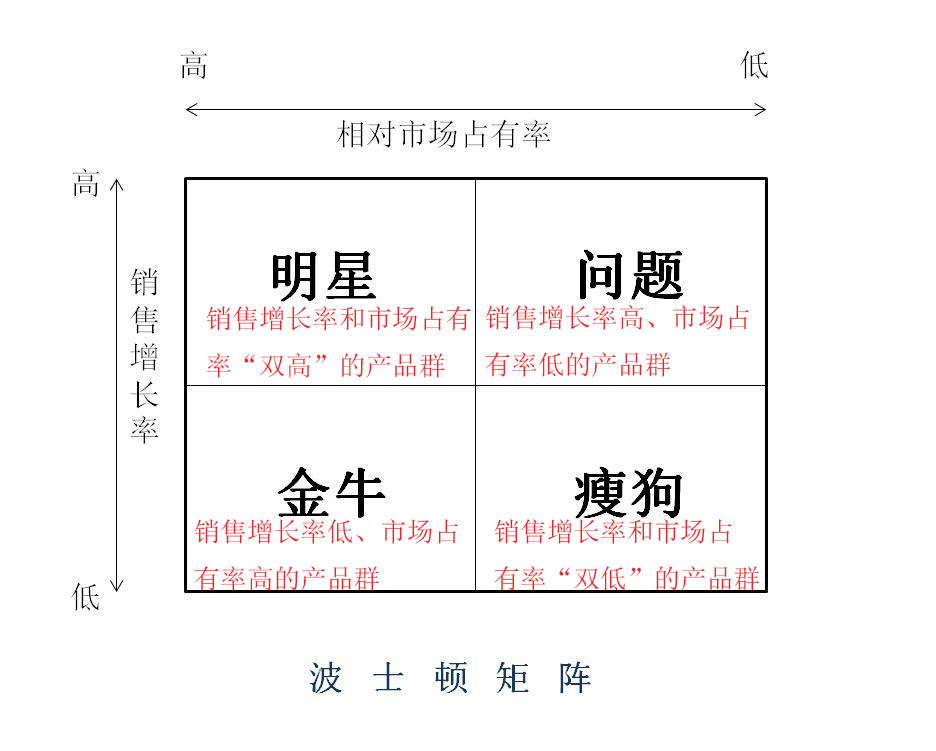 高
低
相对市场占有率
高
销售增长率
低
明星
销售增长率和市场占有
率“双高”的产品群
问题
销售增长率高、市场占
有率低的产品群
金牛
销售增长率低、市场占
有率高的产品群
瘦狗
销售增长率和市场占
有率“双低”的产品群
波士顿矩阵